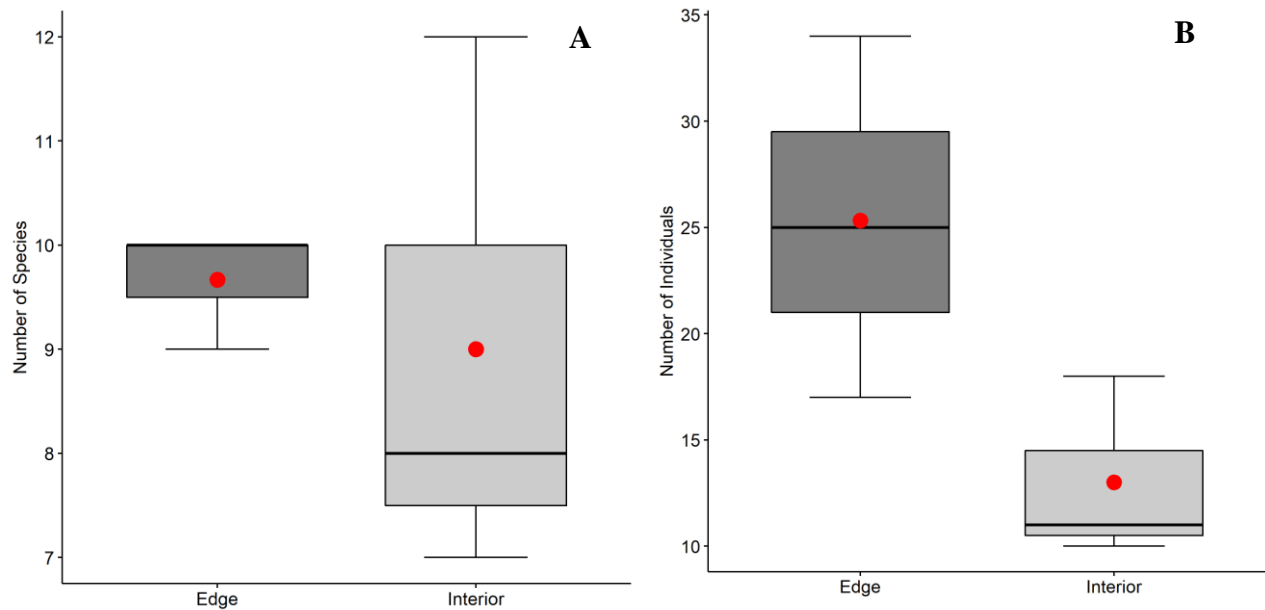 A
Number of Species
12
11
10
9
8
7
Edge
Interior
B
Number of Individuals
35
30
25
20
15
10
Edge
Interior